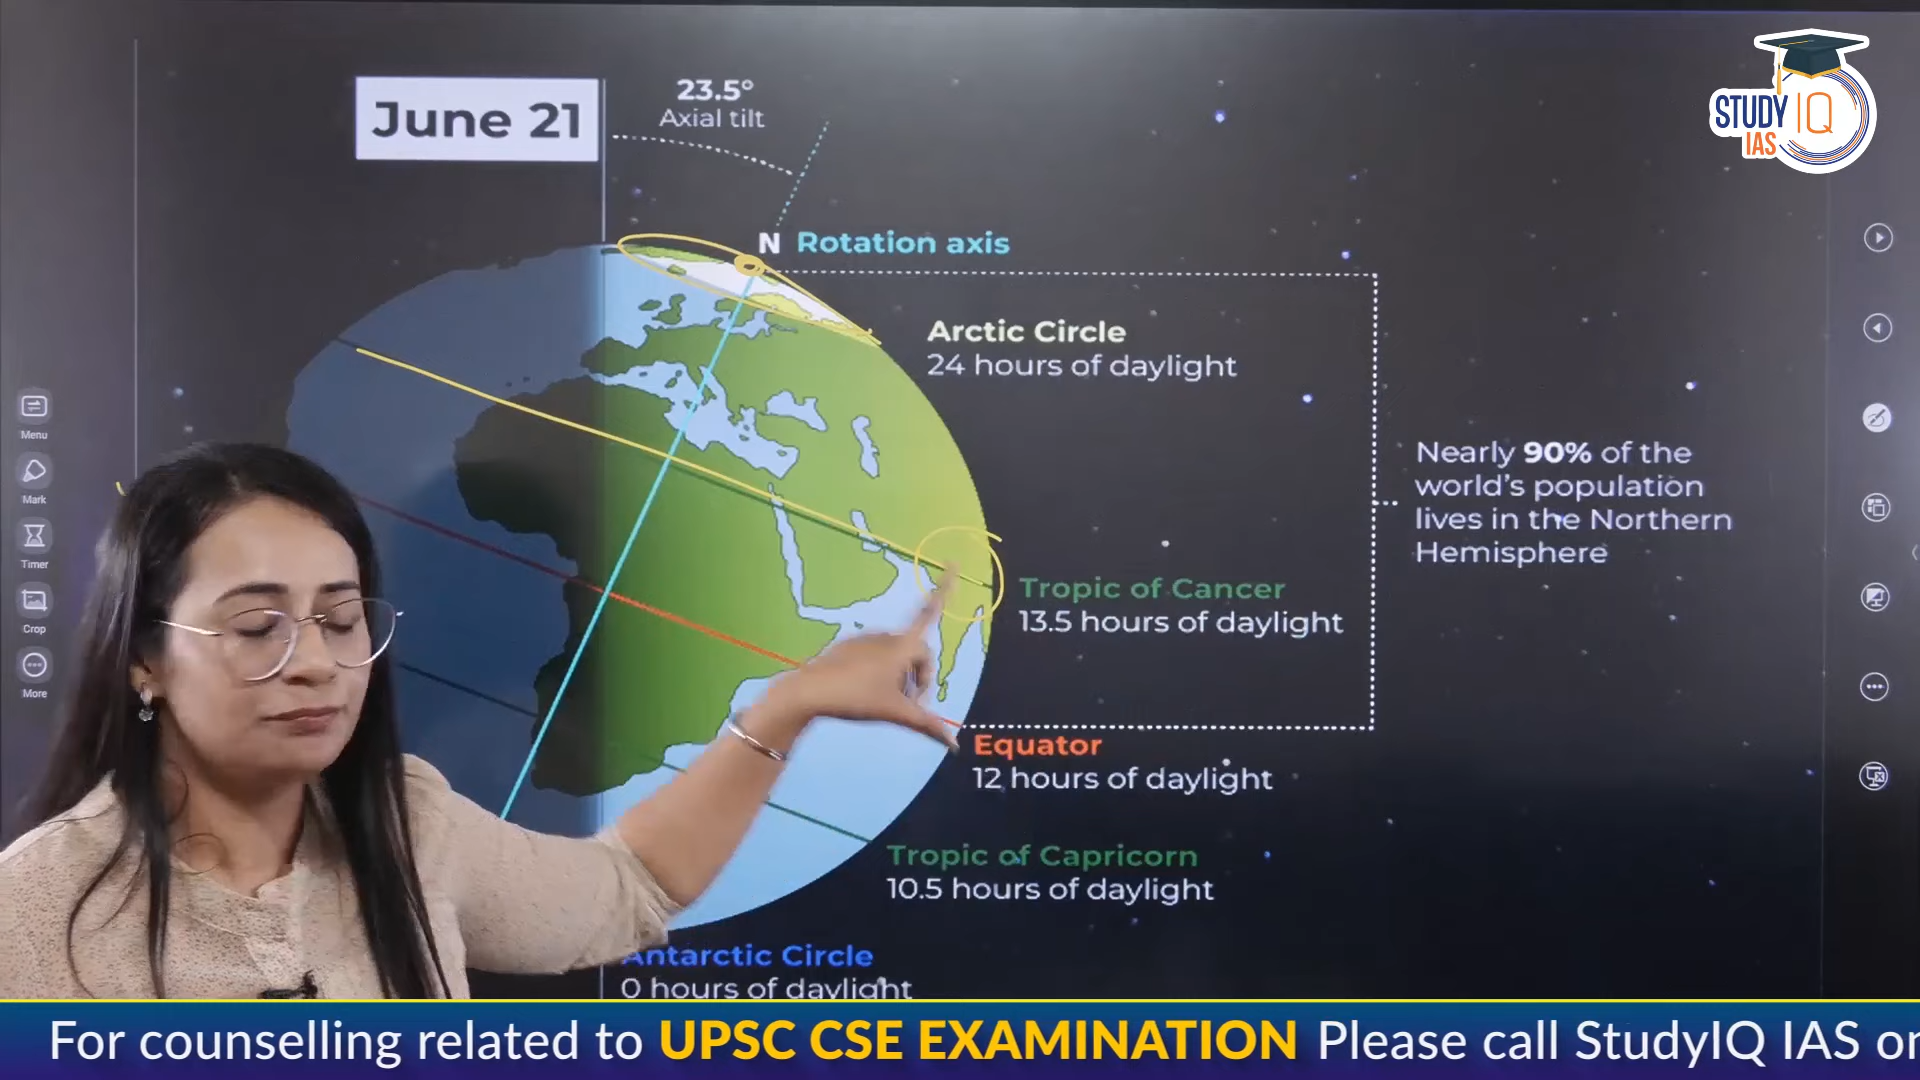 June 21
23.5°
Axial tilt
STUDY IQ
IAS
N Rotation axis
Arctic Circle
24 hours of daylight
Nearly 90% of the
world's population
lives in the Northern
Hemisphere
Tropic of Cancer
13.5 hours of daylight
Equator
12 hours of daylight
Tropic of Capricorn
10.5 hours of daylight
Antarctic Circle
0 hours of daylight
Menu
Mark
Timer
Crop
More
For counselling related to UPSC CSE EXAMINATION Please call StudyIQ IAS on